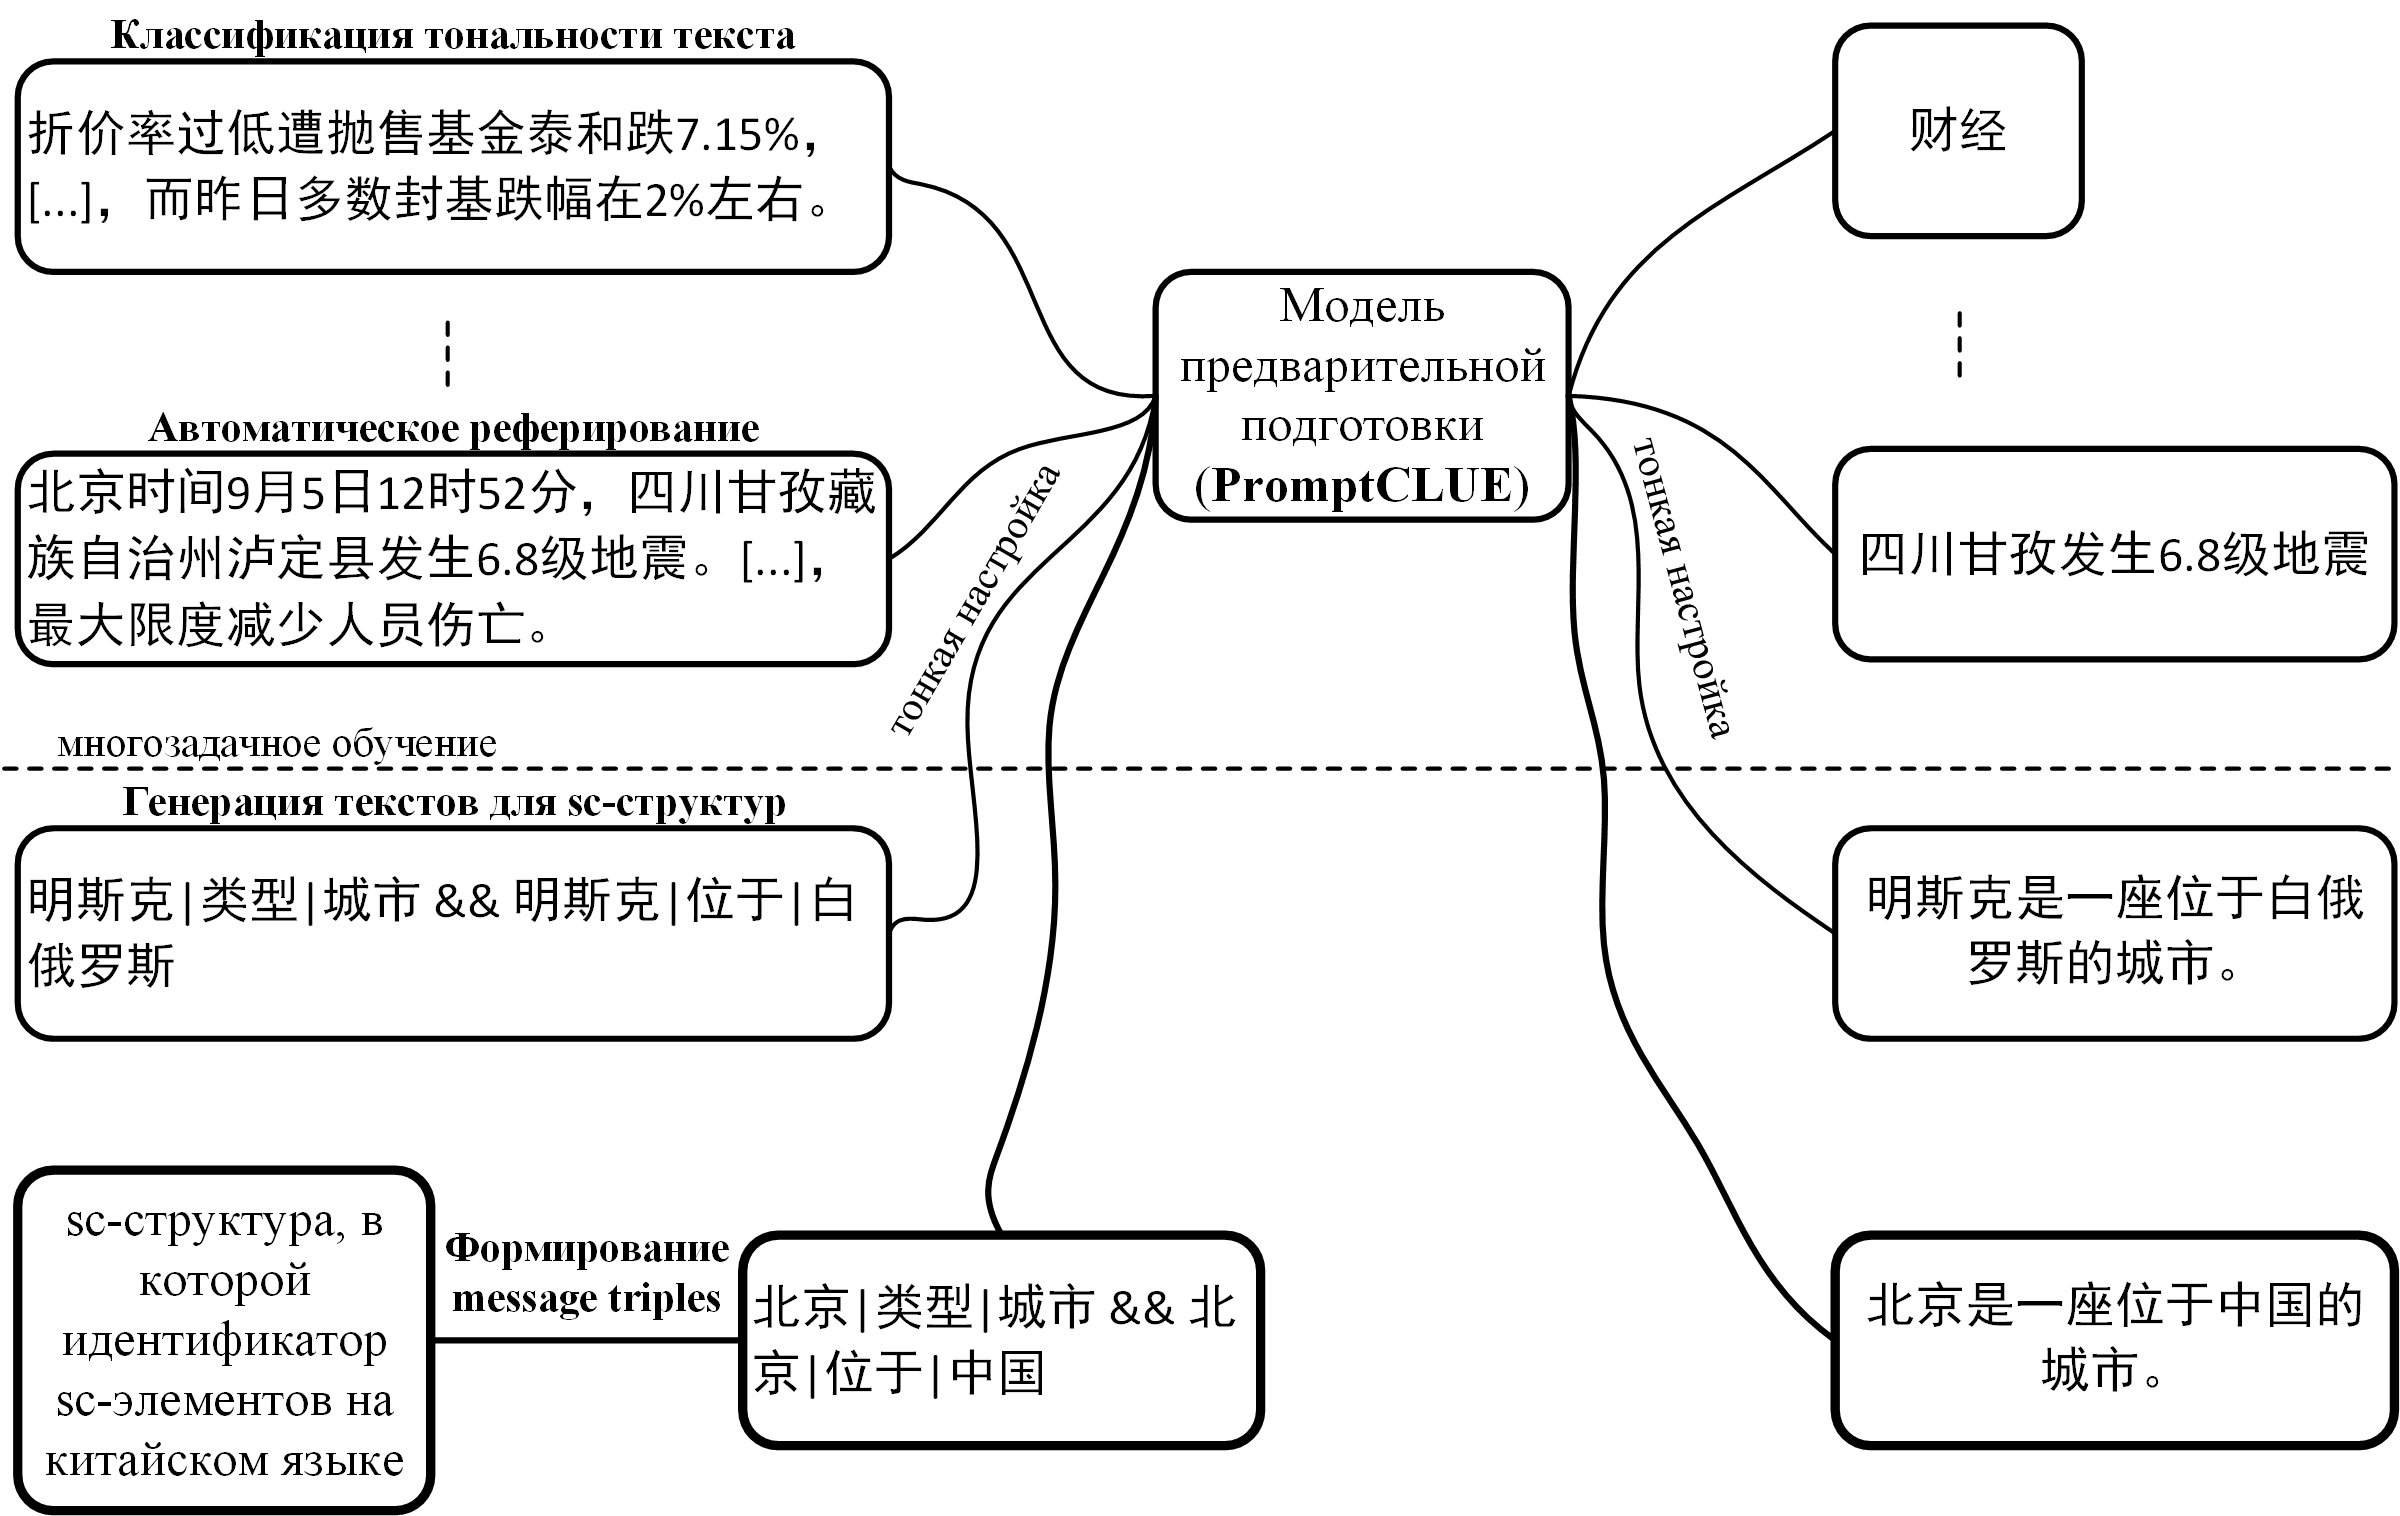 Классификация тональности текста
折价率过低遭抛售基金泰和跌7.15%，
[...]，而昨日多数封基跌幅在2%左右。
财经
Модель
предварительной
подготовки
(PromptCLUE)
Автоматическое реферирование
北京时间9月5日12时52分，四川甘孜藏
族自治州泸定县发生6.8级地震。[...]，
最大限度减少人员伤亡。
тонкая настройка
тонкая настройка
四川甘孜发生6.8级地震
многозадачное обучение
Генерация текстов для sc-структур
明斯克|类型|城市 && 明斯克|位于|白
俄罗斯
明斯克是一座位于白俄
罗斯的城市。
sc-структура, в
которой
идентификатор
sc-элементов на
китайском языке
Формирование
message triples
北京|类型|城市 && 北
京|位于|中国
北京是一座位于中国的
城市。